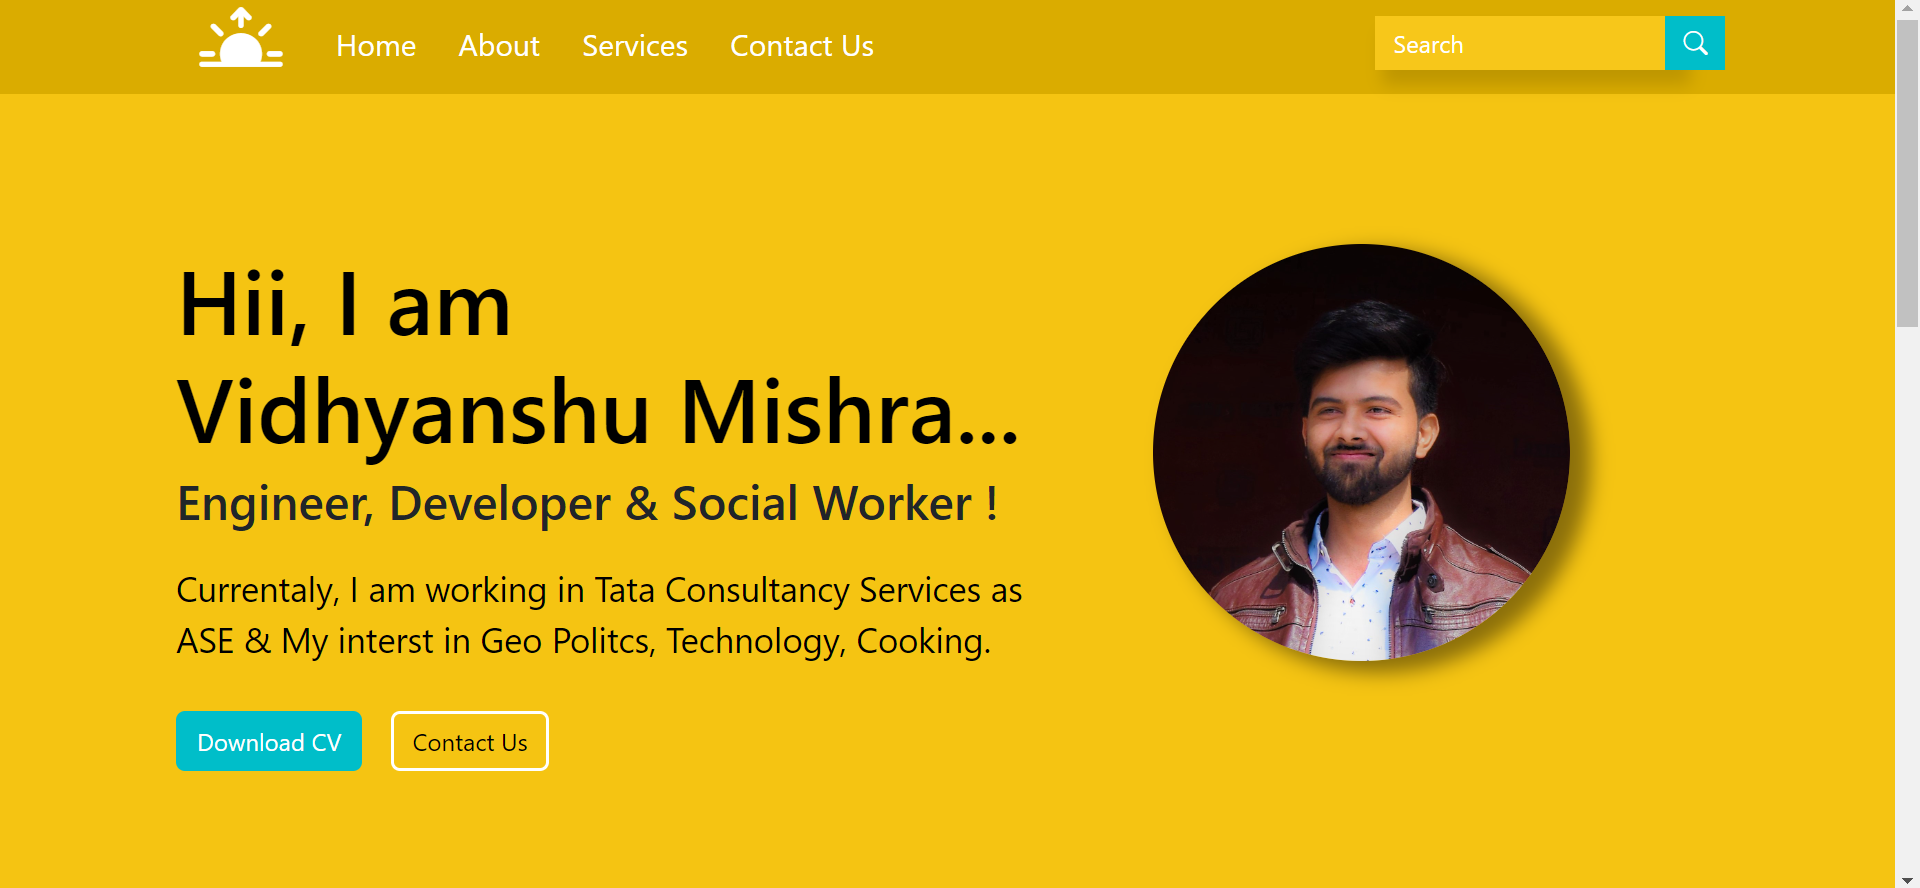 Home About Services Contact Us Search
Hii, I am
Vidhyanshu Mishra...
Engineer, Developer & Social Worker !
Currentaly, I am working in Tata Consultancy Services as
ASE & My interst in Geo Politcs, Technology, Cooking.
Download CV Contact Us